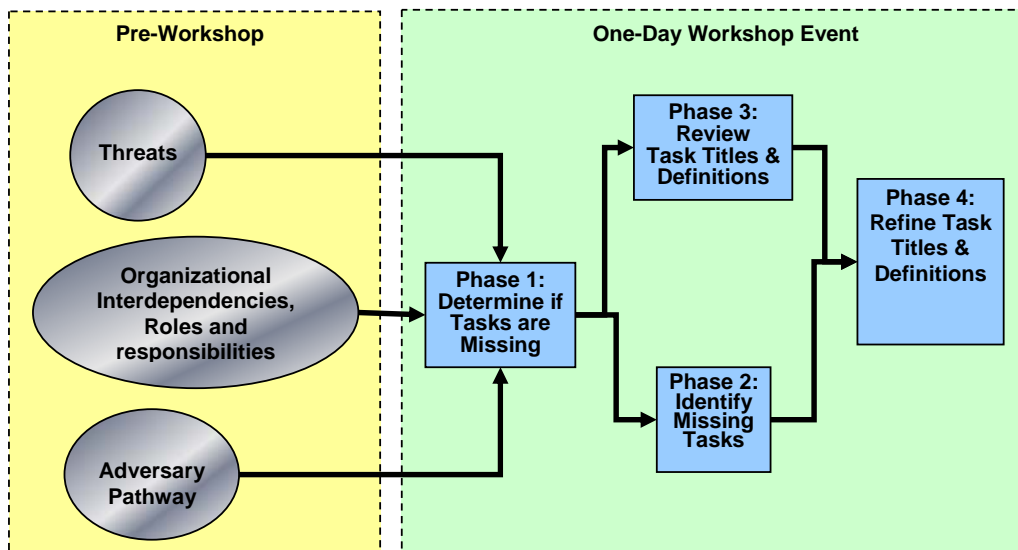 Pre-Workshop
Threats
Organizational
Interdependencies,
Roles and
responsibilities
Adversary
Pathway
One-Day Workshop Event
Phase 1:
Determine if
Tasks are
Missing
Phase 3:
Review
Task Titles &
Definitions
Phase 2:
Identify
Missing
Tasks
Phase 4:
Refine Task
Titles &
Definitions